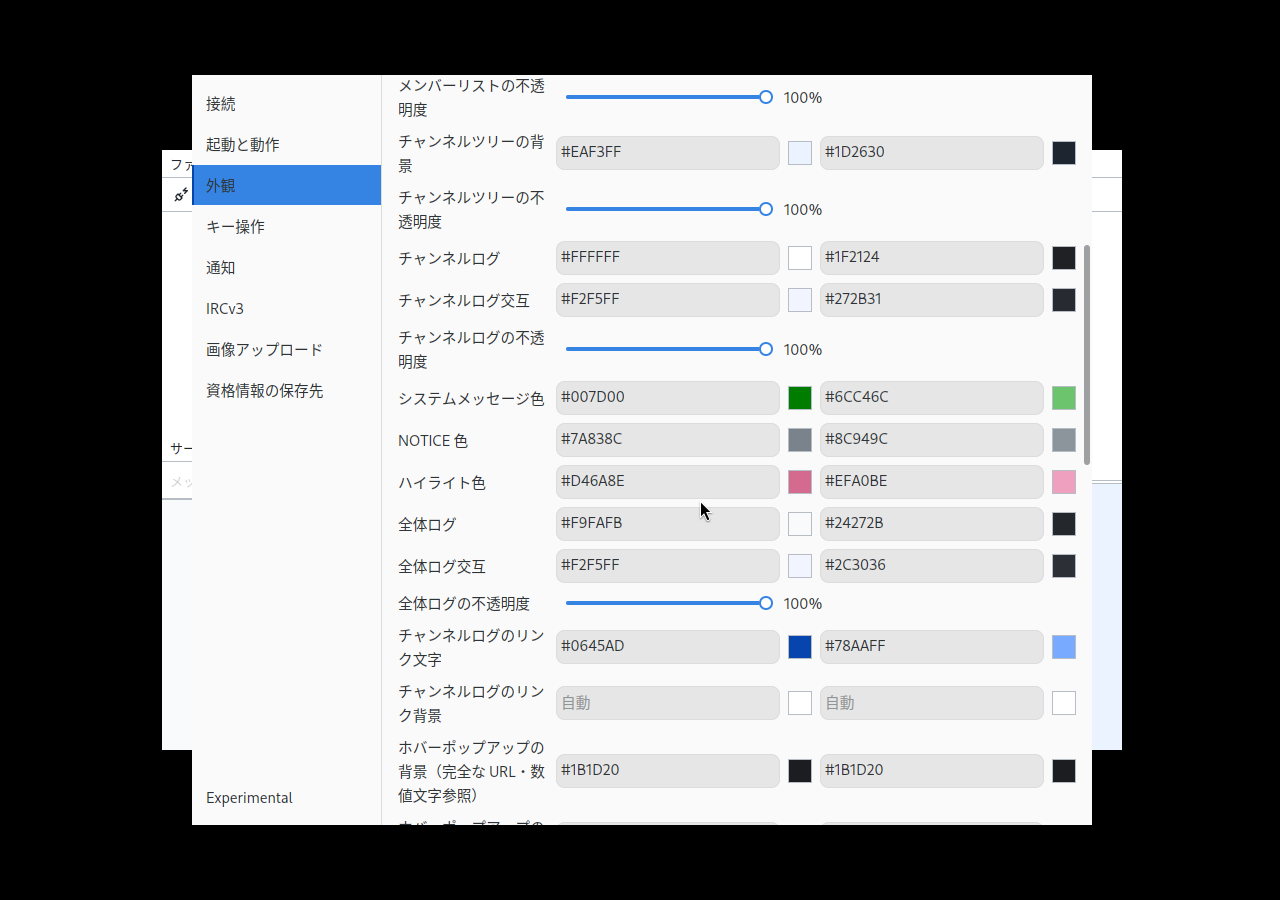 接続
起動と動作
外観
キー操作
通知
IRCv3
画像アップロード
資格情報の保存先
Experimental
ファ
サー
メッ
メンバーリストの不透
明度
100%
チャンネルツリーの背
景
#EAF3FF
#1D2630
チャンネルツリーの不
透明度
100%
チャンネルログ
#FFFFFF
#1F2124
チャンネルログ交互
#F2F5FF
#272B31
チャンネルログの不透
明度
100%
システムメッセージ色
#007D00
#6CC46C
NOTICE 色
#7A838C
#8C949C
ハイライト色
#D46A8E
#EFA0BE
全体ログ
#F9FAFB
#24272B
全体ログ交互
#F2F5FF
#2C3036
全体ログの不透明度
100%
チャンネルログのリン
ク文字
#0645AD
#78AAFF
チャンネルログのリン
ク背景
自動
自動
ホバーポップアップの
背景（完全な URL・数
値文字参照）
#1B1D20
#1B1D20